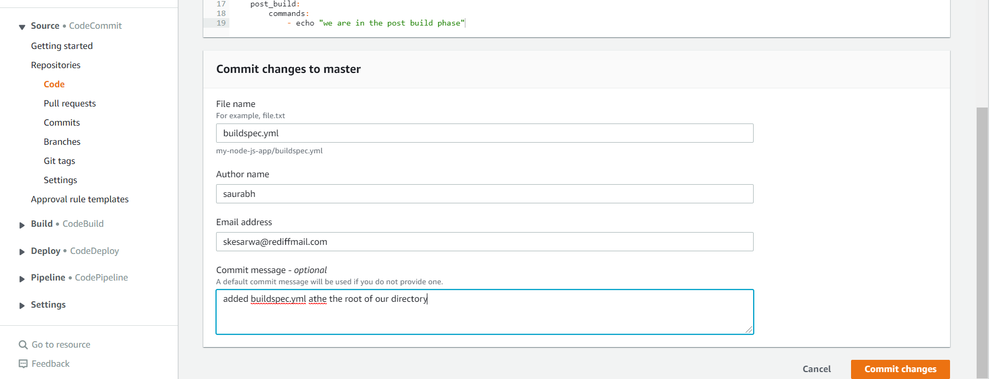 Source • CodeCommit
Getting started
Repositories
Code
Pull requests
Commits
Branches
Git tags
Settings
Approval rule templates
Build • CodeBuild
Deploy • CodeDeploy
Pipeline • CodePipeline
Settings
Go to resource
Feedback
17 post_build:
18 commands:
19 - echo "we are in the post build phase"
Commit changes to master
File name
For example, file.txt
buildspec.yml
my-node-js-app/buildspec.yml
Author name
saurabh
Email address
skesarwa@rediffmail.com
Commit message - optional
A default commit message will be used if you do not provide one.
added buildspec.yml athe the root of our directory
Cancel
Commit changes